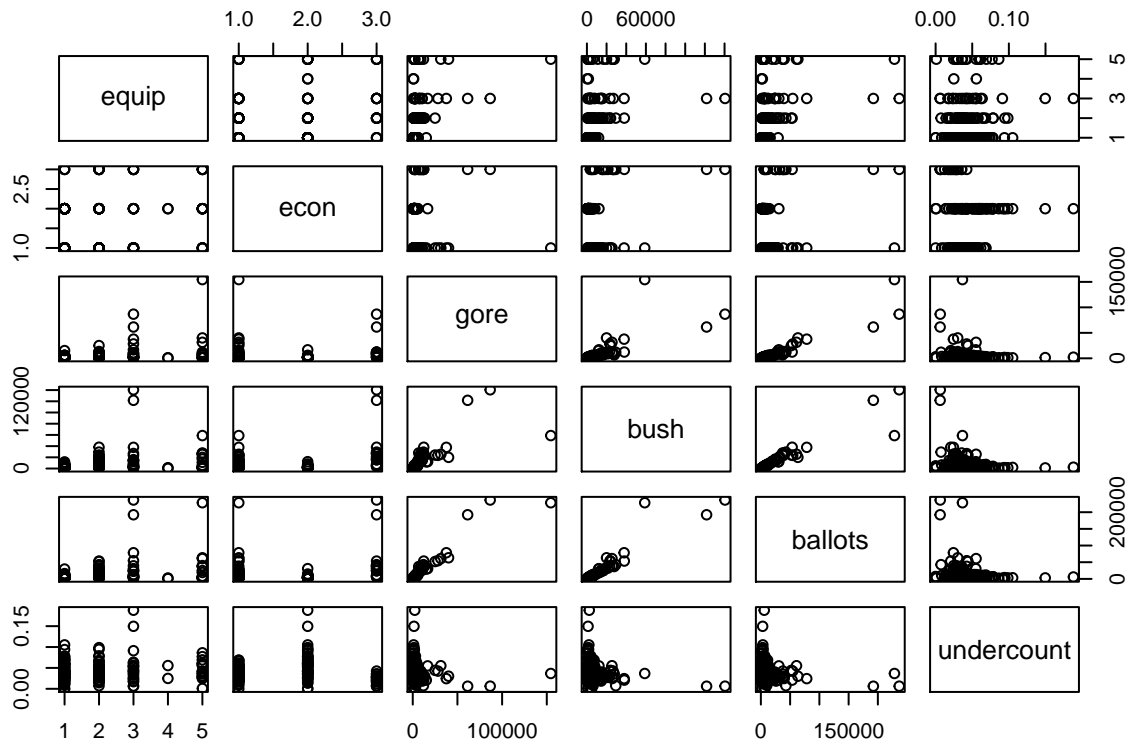 1.0 2.0 3.0 0 60000 0.00 0.10
equip 1 3 5
1.0 2.5 econ
gore 0 150000
0 120000 bush
ballots 0 200000
0.00 0.15 undercount
1 2 3 4 5 0 100000 0 150000